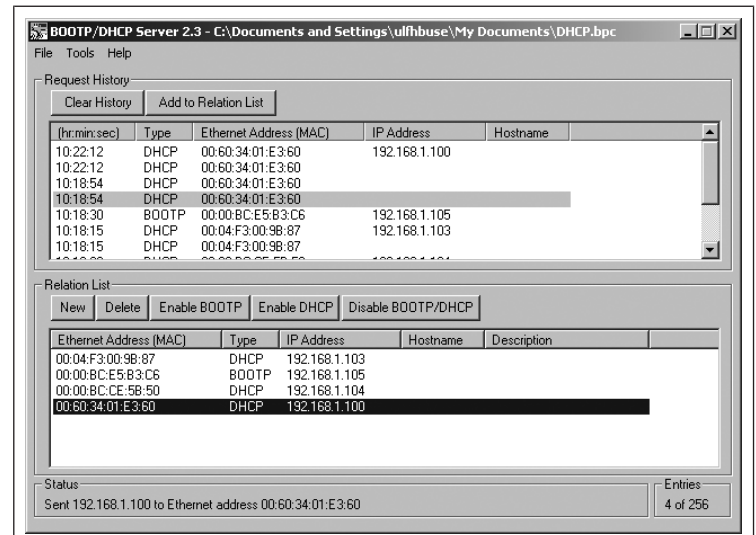 BOOTP/DHCP Server 2.3 - C:\Documents and Settings\ulfhbuse\My Documents\DHCP.bpc
File Tools Help
Request History
Clear History Add to Relation List
(hr:min:sec) Type Ethernet Address (MAC) IP Address Hostname
10:22:12 DHCP 00:60:34:01:E3:60 192.168.1.100
10:22:12 DHCP 00:60:34:01:E3:60
10:18:54 DHCP 00:60:34:01:E3:60
10:18:54 DHCP 00:60:34:01:E3:60
10:18:30 BOOTP 00:00:BC:E5:B3:C6 192.168.1.105
10:18:15 DHCP 00:04:F3:00:9B:87 192.168.1.103
10:18:15 DHCP 00:04:F3:00:9B:87
Relation List
New Delete Enable BOOTP Enable DHCP Disable BOOTP/DHCP
Ethernet Address (MAC) Type IP Address Hostname Description
00:04:F3:00:9B:87 DHCP 192.168.1.103
00:00:BC:E5:B3:C6 BOOTP 192.168.1.105
00:00:BC:CE:5B:50 DHCP 192.168.1.104
00:60:34:01:E3:60 DHCP 192.168.1.100
Status
Sent 192.168.1.100 to Ethernet address 00:60:34:01:E3:60
Entries
4 of 256